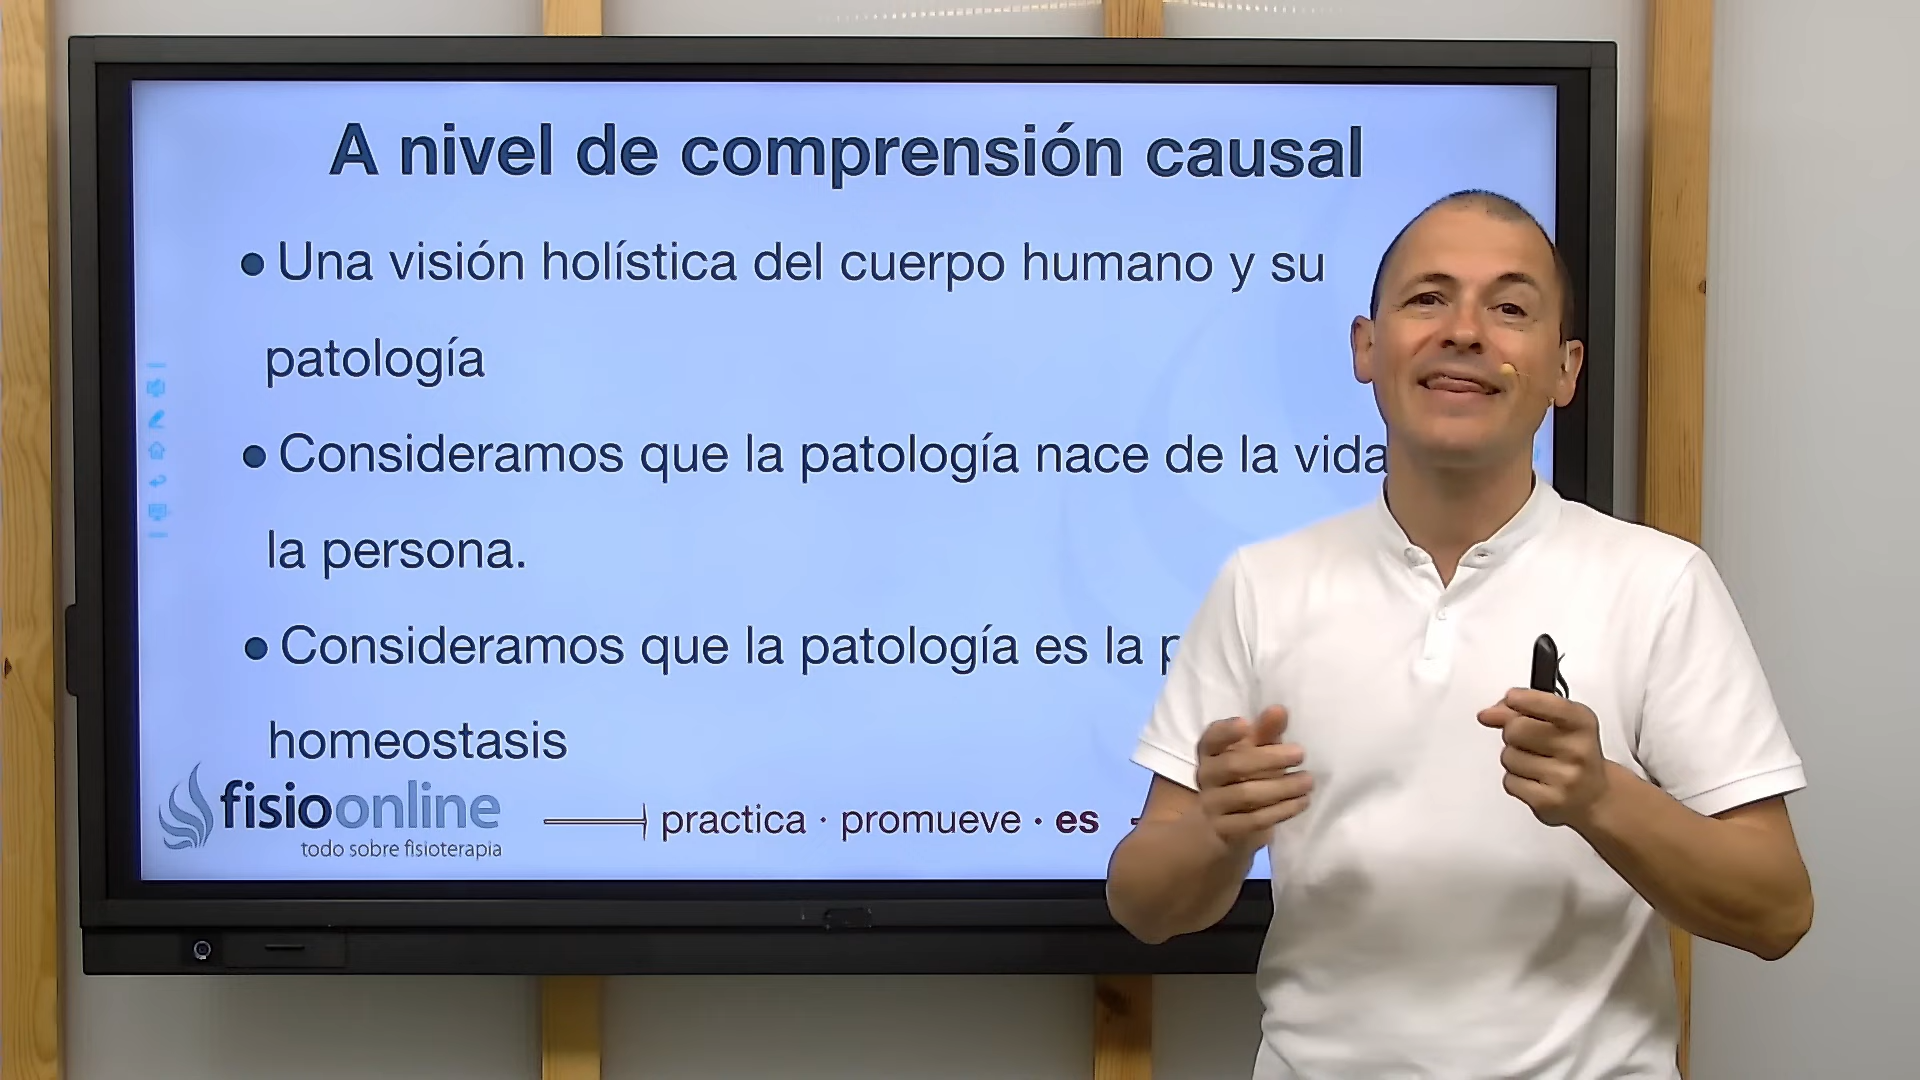 A nivel de comprensión causal
• Una visión holística del cuerpo humano y su
patología
• Consideramos que la patología nace de la vida
la persona.
• Consideramos que la patología es la
homeostasis
fisioonline
todo sobre fisioterapia
practica · promueve · es